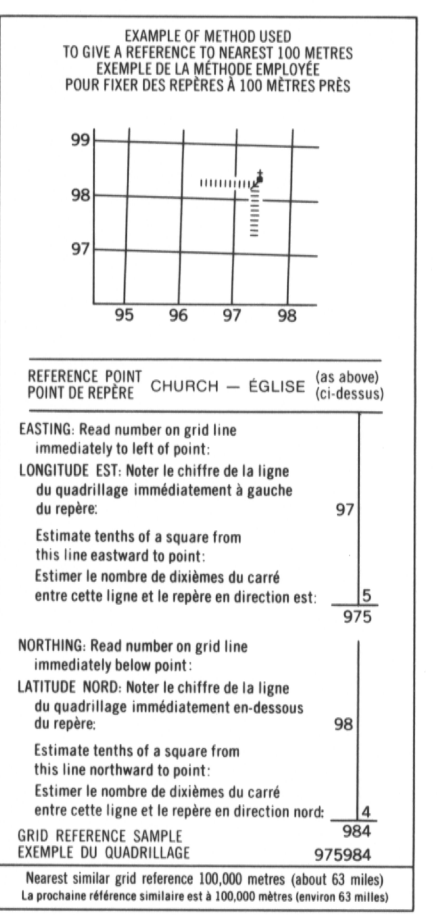 EXAMPLE OF METHOD USED
TO GIVE A REFERENCE TO NEAREST 100 METRES
EXEMPLE DE LA MÉTHODE EMPLOYÉE
POUR FIXER DES REPÈRES À 100 MÈTRES PRÈS
99
98
97
95 96 97 98
REFERENCE POINT
POINT DE REPÈRE
CHURCH — ÉGLISE
(as above)
(ci-dessus)
EASTING: Read number on grid line
immediately to left of point:
LONGITUDE EST: Noter le chiffre de la ligne
du quadrillage immédiatement à gauche
du repère: 97
Estimate tenths of a square from
this line eastward to point:
Estimer le nombre de dixièmes du carré
entre cette ligne et le repère en direction est: 5
975
NORTHING: Read number on grid line
immediately below point:
LATITUDE NORD: Noter le chiffre de la ligne
du quadrillage immédiatement en-dessous
du repère: 98
Estimate tenths of a square from
this line northward to point:
Estimer le nombre de dixièmes du carré
entre cette ligne et le repère en direction nord: 4
984
GRID REFERENCE SAMPLE
EXEMPLE DU QUADRILLAGE 975984
Nearest similar grid reference 100,000 metres (about 63 miles)
La prochaine référence similaire est à 100,000 mètres (environ 63 milles)